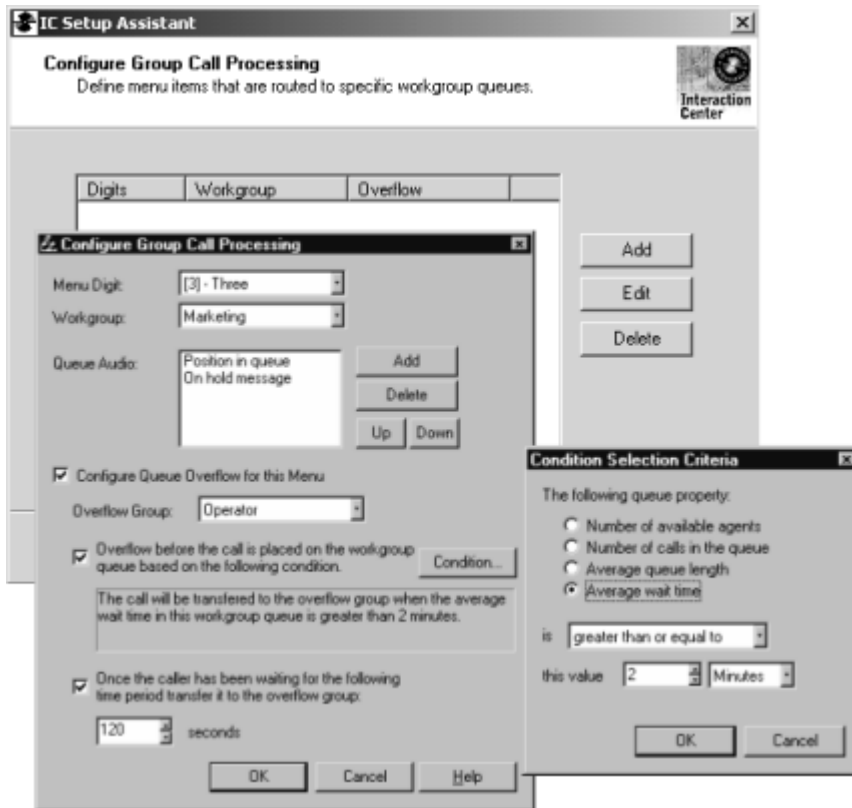 IC Setup Assistant
Configure Group Call Processing
Define menu items that are routed to specific workgroup queues.
Interaction
Center
Digits Workgroup Overflow
Add
Edit
Delete
Configure Group Call Processing
Menu Digit: [3] - Three
Workgroup: Marketing
Queue Audio: Position in queue
On hold message
Add
Delete
Up Down
Configure Queue Overflow for this Menu
Overflow Group: Operator
Overflow before the call is placed on the workgroup
queue based on the following condition.
Condition...
The call will be transfered to the overflow group when the average
wait time in this workgroup queue is greater than 2 minutes.
Once the caller has been waiting for the following
time period transfer it to the overflow group:
120 seconds
OK Cancel Help
Condition Selection Criteria
The following queue property:
Number of available agents
Number of calls in the queue
Average queue length
Average wait time
is greater than or equal to
this value 2 Minutes
OK Cancel